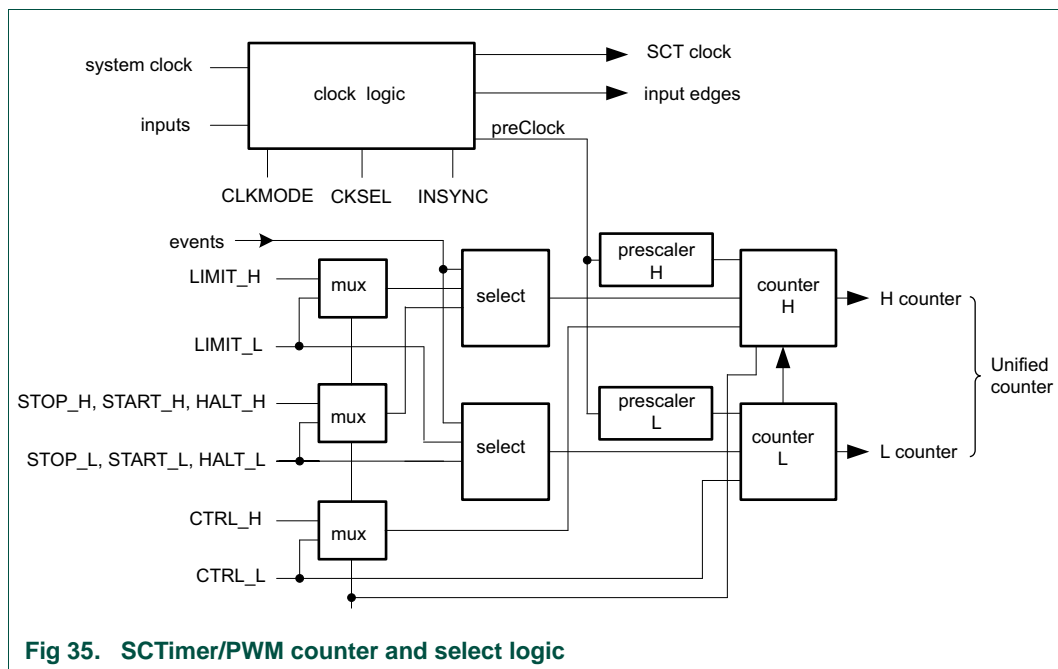 system clock
inputs
clock logic
SCT clock
input edges
preClock
CLKMODE
CKSEL
INSYNC
events
LIMIT_H
mux
LIMIT_L
select
prescaler
H
counter
H
H counter
STOP_H, START_H, HALT_H
mux
STOP_L, START_L, HALT_L
select
prescaler
L
counter
L
L counter
Unified
counter
CTRL_H
mux
CTRL_L
Fig 35. SCTimer/PWM counter and select logic